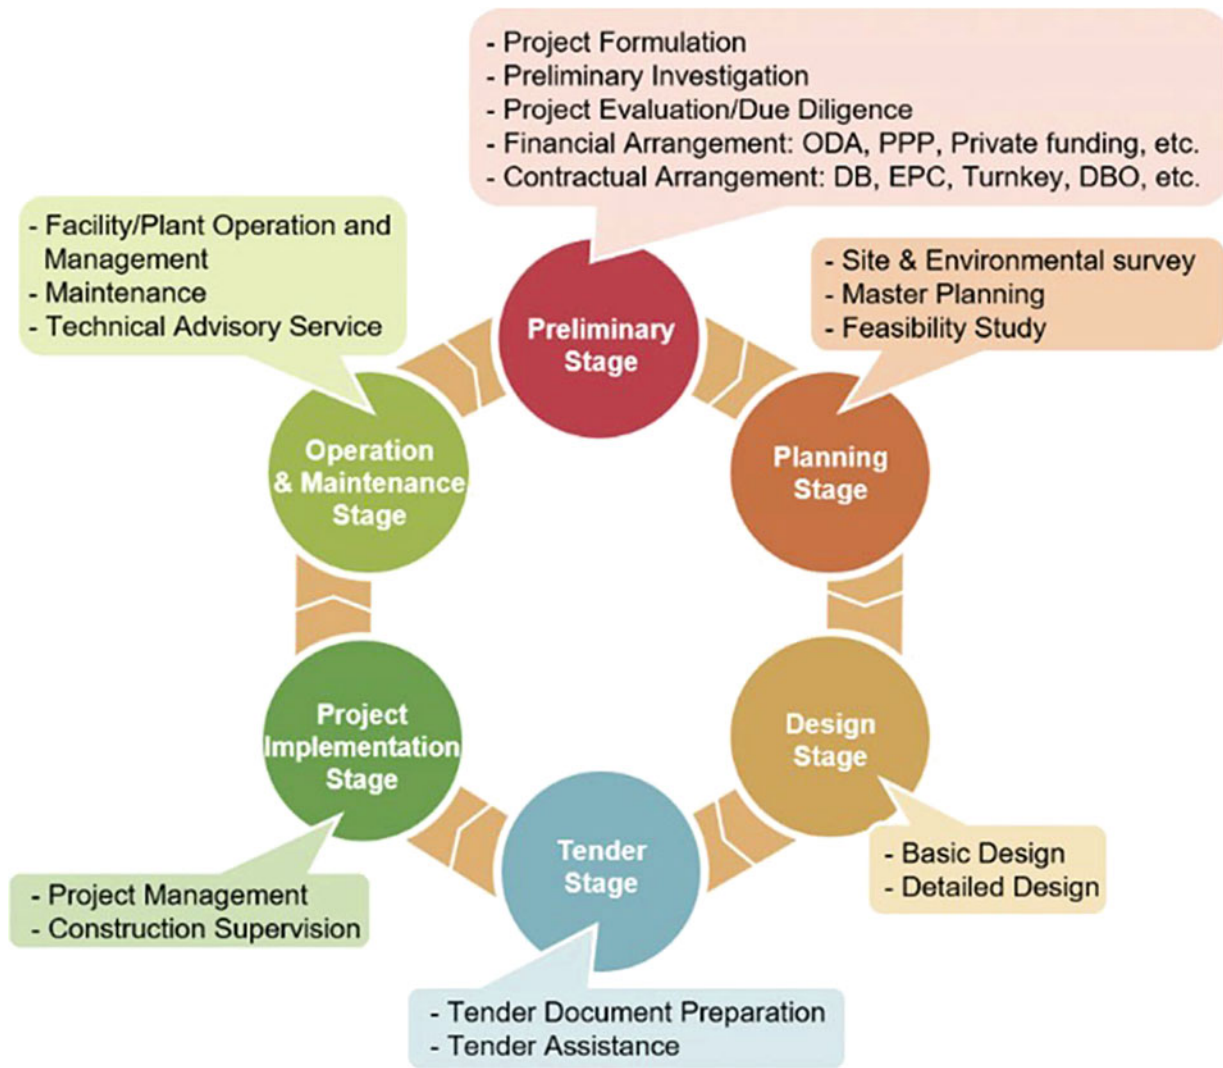 - Project Formulation
- Preliminary Investigation
- Project Evaluation/Due Diligence
- Financial Arrangement: ODA, PPP, Private funding, etc.
- Contractual Arrangement: DB, EPC, Turnkey, DBO, etc.
Preliminary
Stage
- Site & Environmental survey
- Master Planning
- Feasibility Study
Planning
Stage
Design
Stage
- Basic Design
- Detailed Design
Tender
Stage
- Tender Document Preparation
- Tender Assistance
Project
Implementation
Stage
- Project Management
- Construction Supervision
Operation
& Maintenance
Stage
- Facility/Plant Operation and
Management
- Maintenance
- Technical Advisory Service